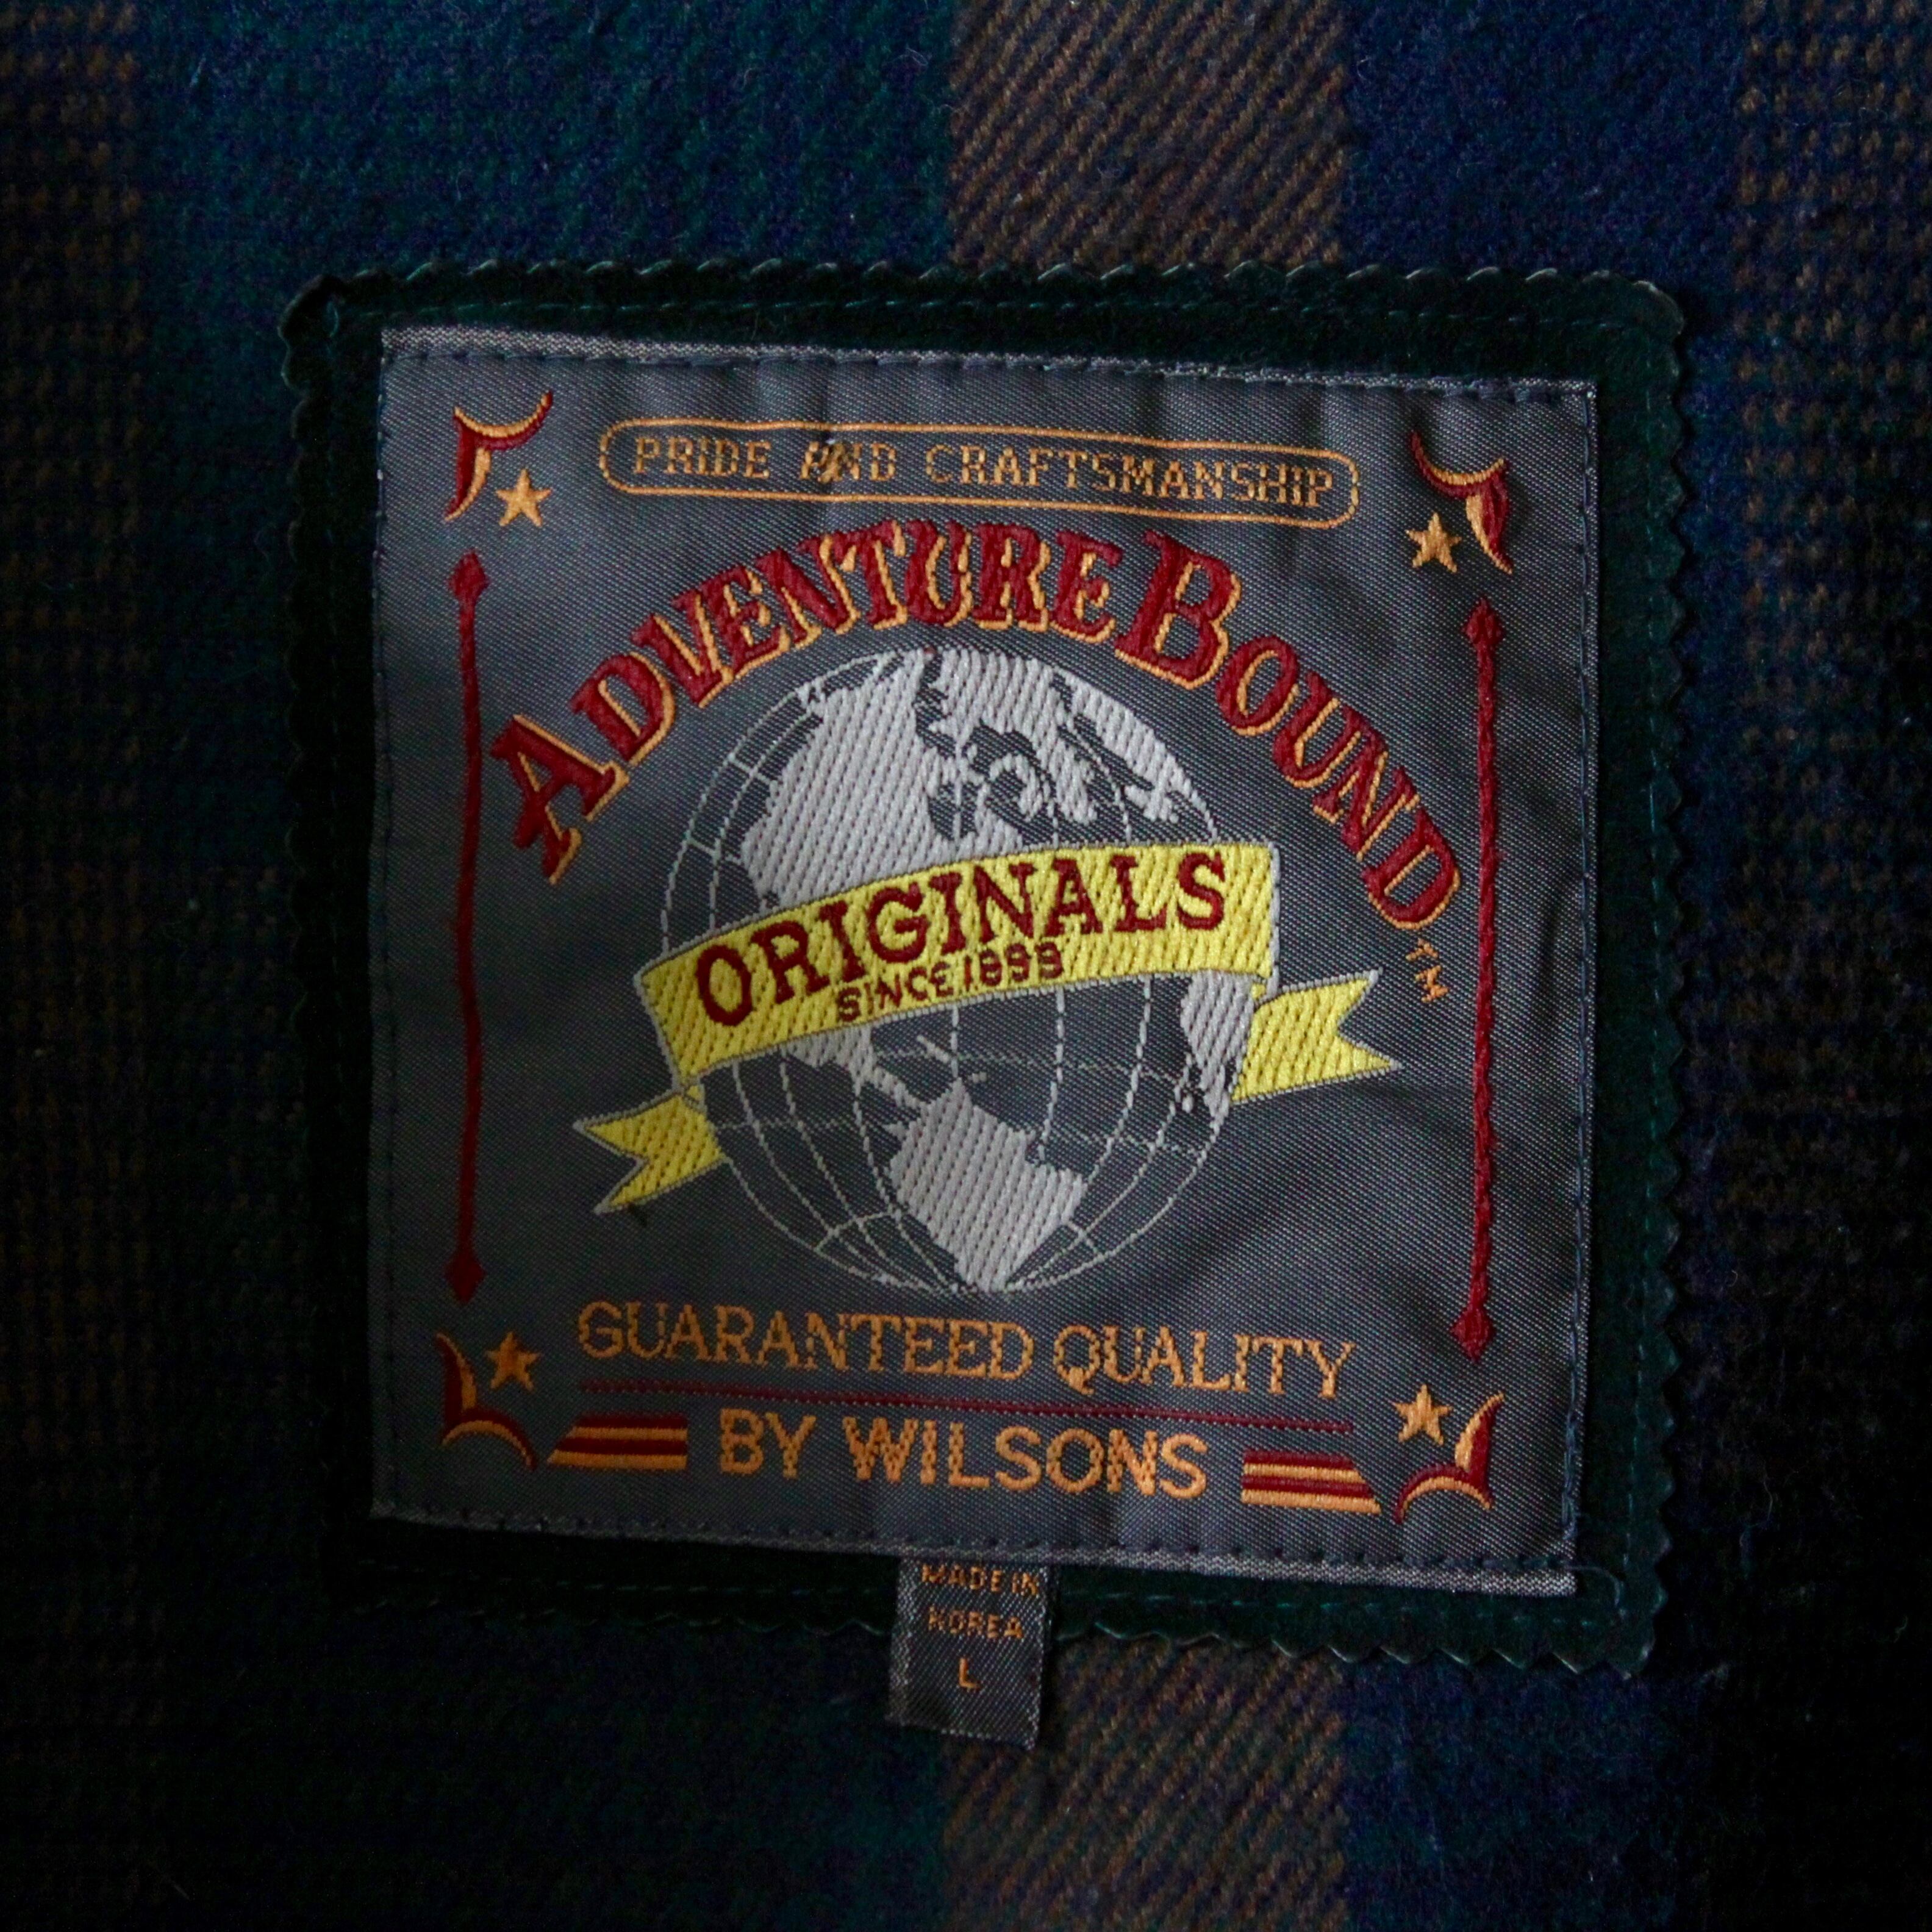 PRIDE AND CRAFTSMANSHIP
ADVENTURE BOUND TM
ORIGINALS
SINCE 1899
GUARANTEED QUALITY
BY WILSONS
MADE IN
KOREA
L